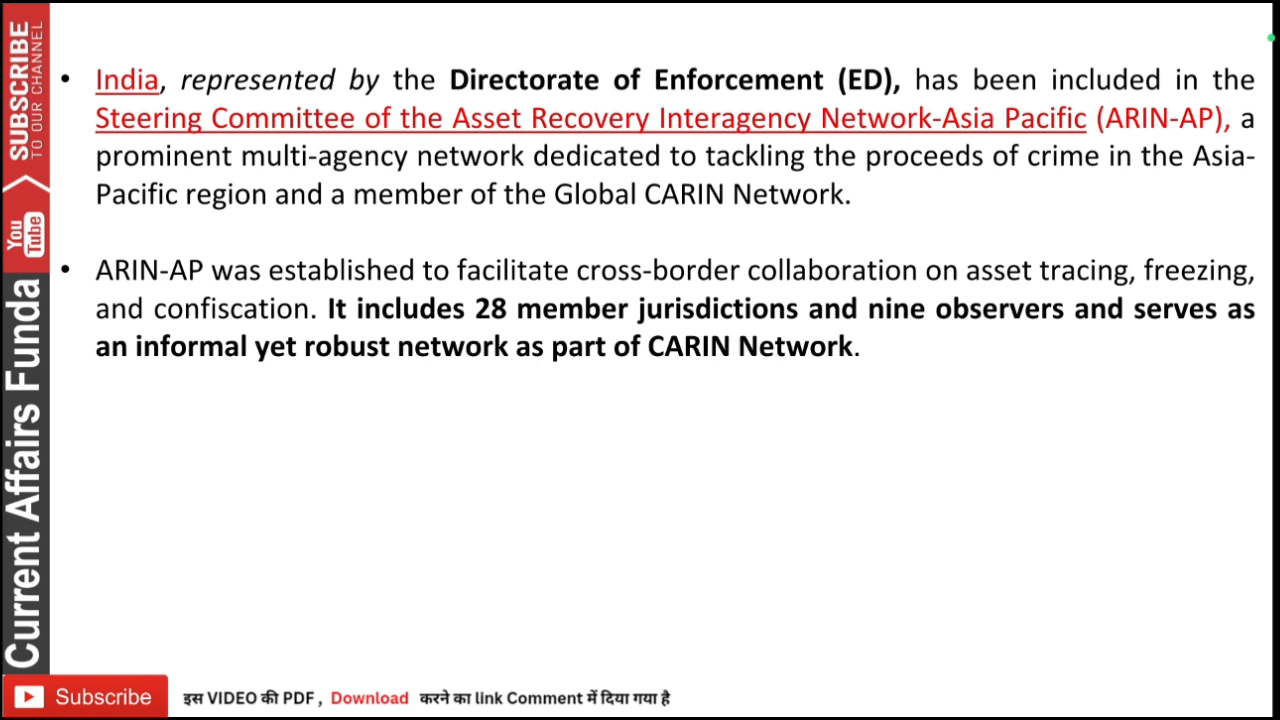 SUBSCRIBE
TO OUR CHANNEL
You
Tube
Current Affairs Funda
• India, represented by the Directorate of Enforcement (ED), has been included in the
Steering Committee of the Asset Recovery Interagency Network-Asia Pacific (ARIN-AP), a
prominent multi-agency network dedicated to tackling the proceeds of crime in the Asia-
Pacific region and a member of the Global CARIN Network.
• ARIN-AP was established to facilitate cross-border collaboration on asset tracing, freezing,
and confiscation. It includes 28 member jurisdictions and nine observers and serves as
an informal yet robust network as part of CARIN Network.
Subscribe
इस VIDEO की PDF , Download करने का link Comment में दिया गया है